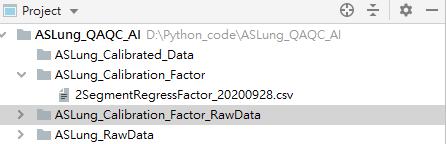 Project
ASLung_QAQC_AI D:\Python_code\ASLung_QAQC_AI
ASLung_Calibrated_Data
ASLung_Calibration_Factor
2SegmentRegressFactor_20200928.csv
ASLung_Calibration_Factor_RawData
ASLung_RawData